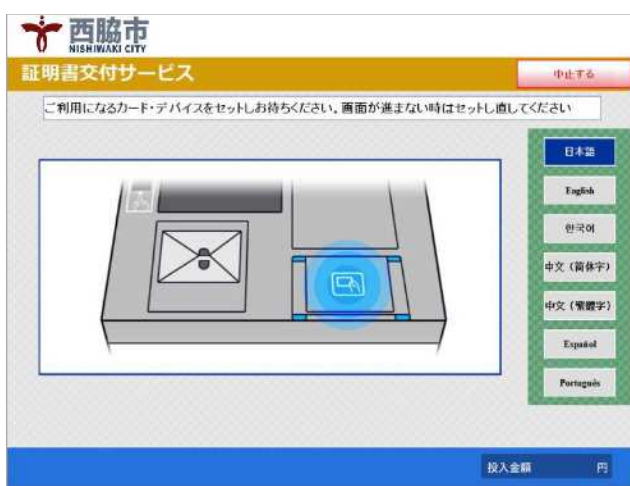 西脇市
NISHIWAKI CITY
証明書交付サービス
中止する
ご利用になるカード・デバイスをセットしお待ちください。画面が進まない時はセットし直してください
日本語
English
한국어
中文（简体字）
中文（繁體字）
Español
Português
投入金額 円